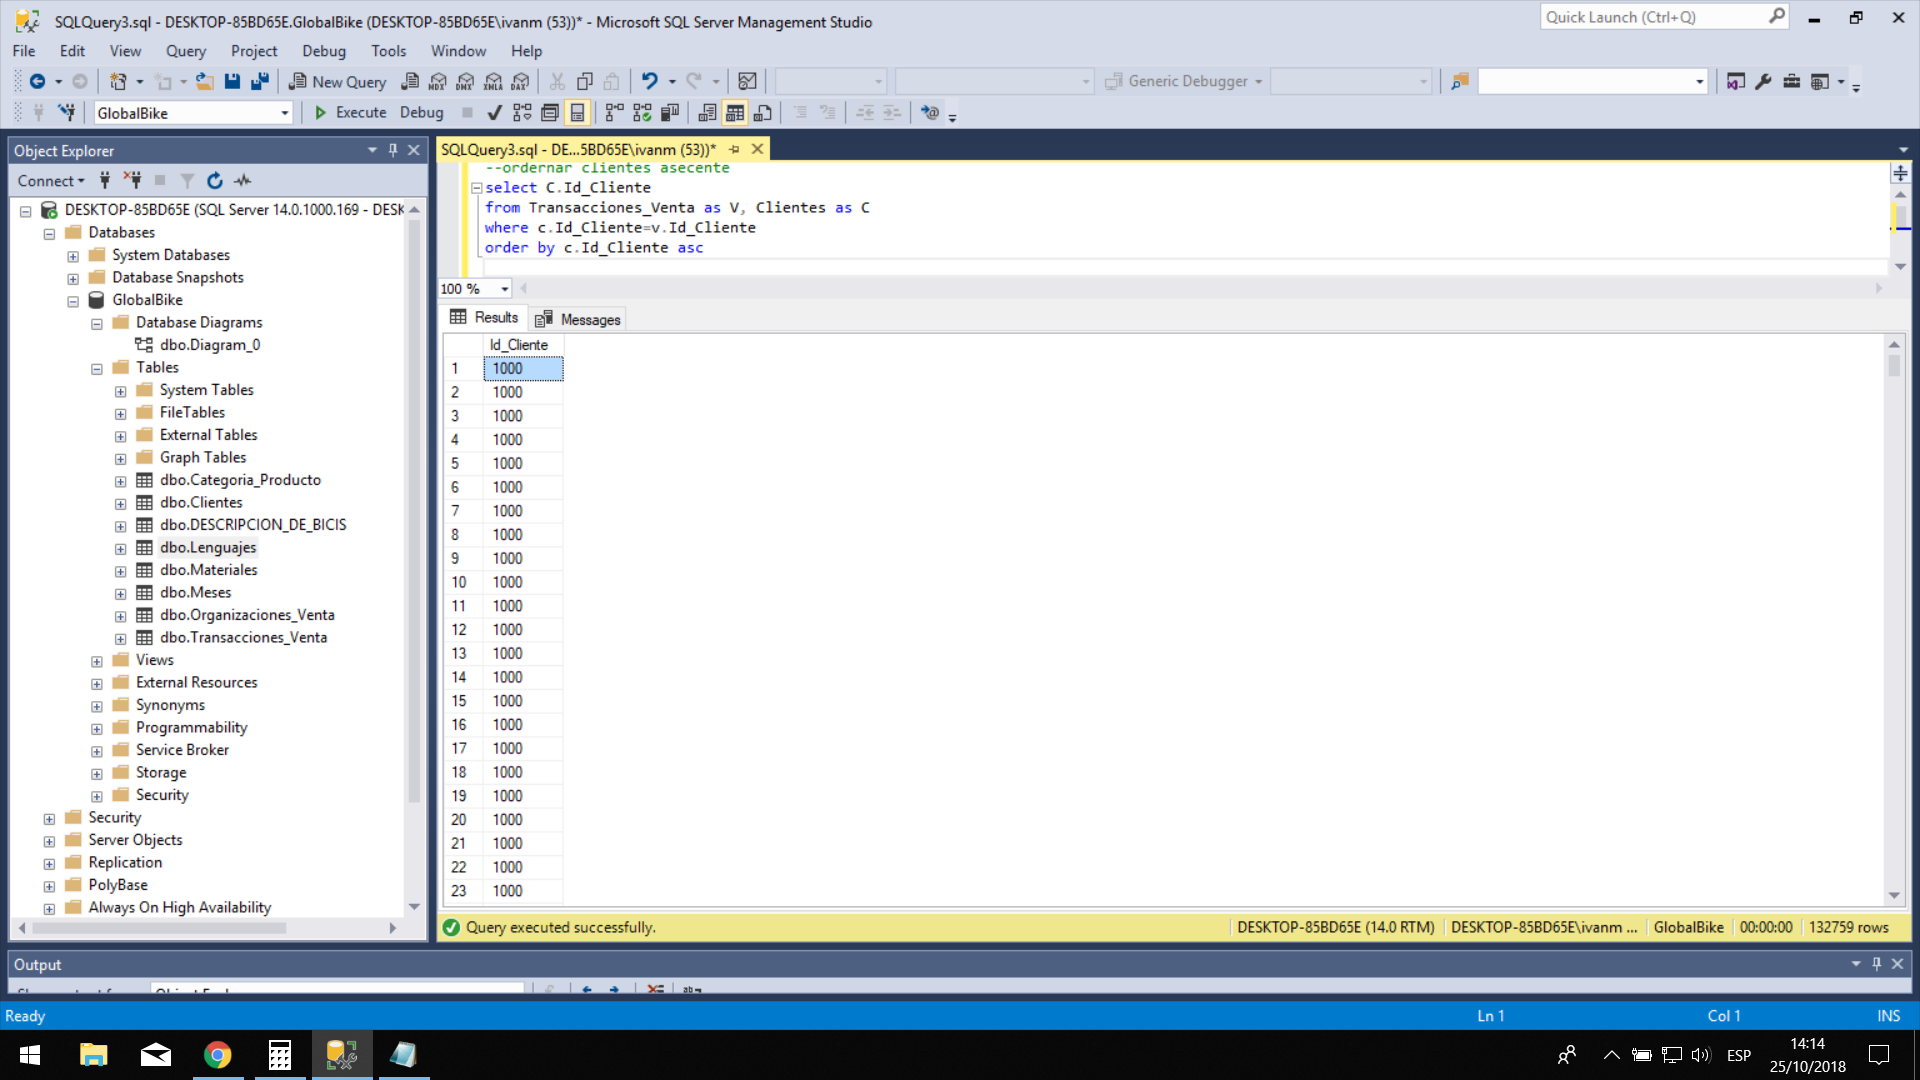 SQLQuery3.sql - DESKTOP-85BD65E.GlobalBike (DESKTOP-85BD65E\ivanm (53))* - Microsoft SQL Server Management Studio
Quick Launch (Ctrl+Q)
File Edit View Query Project Debug Tools Window Help
New Query
MDX DMX XMLA DAX
Generic Debugger
GlobalBike
Execute Debug
Object Explorer
Connect
DESKTOP-85BD65E (SQL Server 14.0.1000.169 - DESK
Databases
System Databases
Database Snapshots
GlobalBike
Database Diagrams
dbo.Diagram_0
Tables
System Tables
FileTables
External Tables
Graph Tables
dbo.Categoria_Producto
dbo.Clientes
dbo.DESCRIPCION_DE_BICIS
dbo.Lenguajes
dbo.Materiales
dbo.Meses
dbo.Organizaciones_Venta
dbo.Transacciones_Venta
Views
External Resources
Synonyms
Programmability
Service Broker
Storage
Security
Security
Server Objects
Replication
PolyBase
Always On High Availability
SQLQuery3.sql - DE...5BD65E\ivanm (53))*
--ordernar clientes asecente
select C.Id_Cliente
from Transacciones_Venta as V, Clientes as C
where c.Id_Cliente=v.Id_Cliente
order by c.Id_Cliente asc
100 %
Results Messages
Id_Cliente
1 1000
2 1000
3 1000
4 1000
5 1000
6 1000
7 1000
8 1000
9 1000
10 1000
11 1000
12 1000
13 1000
14 1000
15 1000
16 1000
17 1000
18 1000
19 1000
20 1000
21 1000
22 1000
23 1000
Query executed successfully.
DESKTOP-85BD65E (14.0 RTM) DESKTOP-85BD65E\ivanm ... GlobalBike 00:00:00 132759 rows
Output
Ready
Ln 1 Col 1 INS
ESP
14:14
25/10/2018